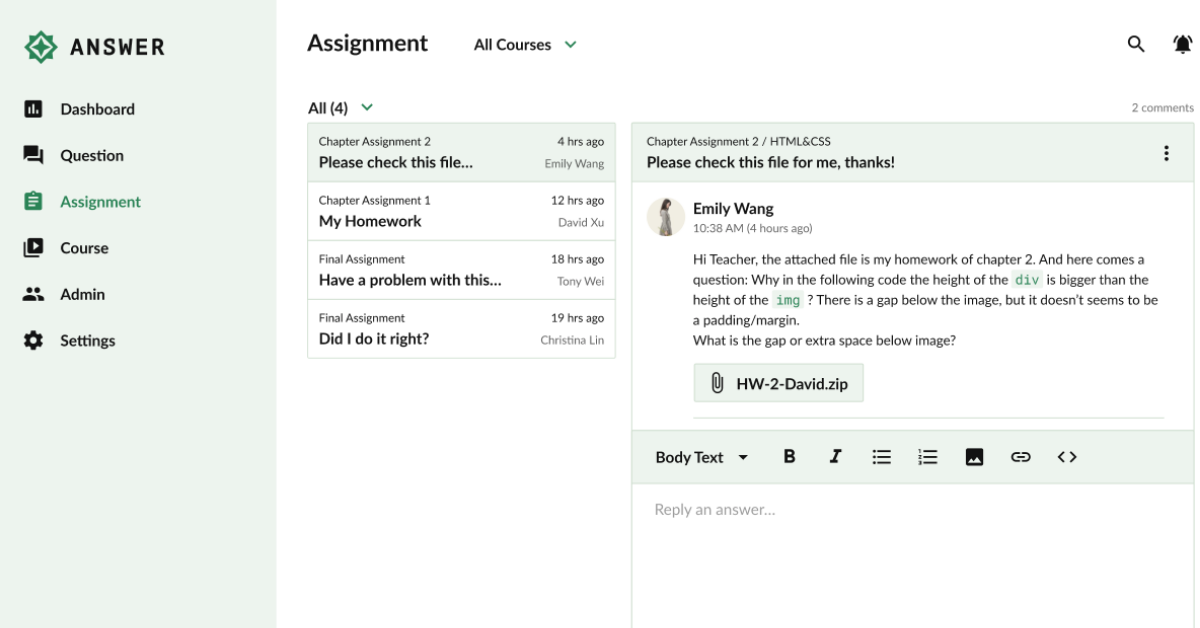 ANSWER
Dashboard
Question
Assignment
Course
Admin
Settings
Assignment
All Courses
All (4)
2 comments
Chapter Assignment 2 4 hrs ago
Please check this file... Emily Wang
Chapter Assignment 1 12 hrs ago
My Homework David Xu
Final Assignment 18 hrs ago
Have a problem with this... Tony Wei
Final Assignment 19 hrs ago
Did I do it right? Christina Lin
Chapter Assignment 2 / HTML&CSS
Please check this file for me, thanks!
Emily Wang
10:38 AM (4 hours ago)
Hi Teacher, the attached file is my homework of chapter 2. And here comes a
question: Why in the following code the height of the div is bigger than the
height of the img ? There is a gap below the image, but it doesn't seems to be
a padding/margin.
What is the gap or extra space below image?
HW-2-David.zip
Body Text B I
Reply an answer...